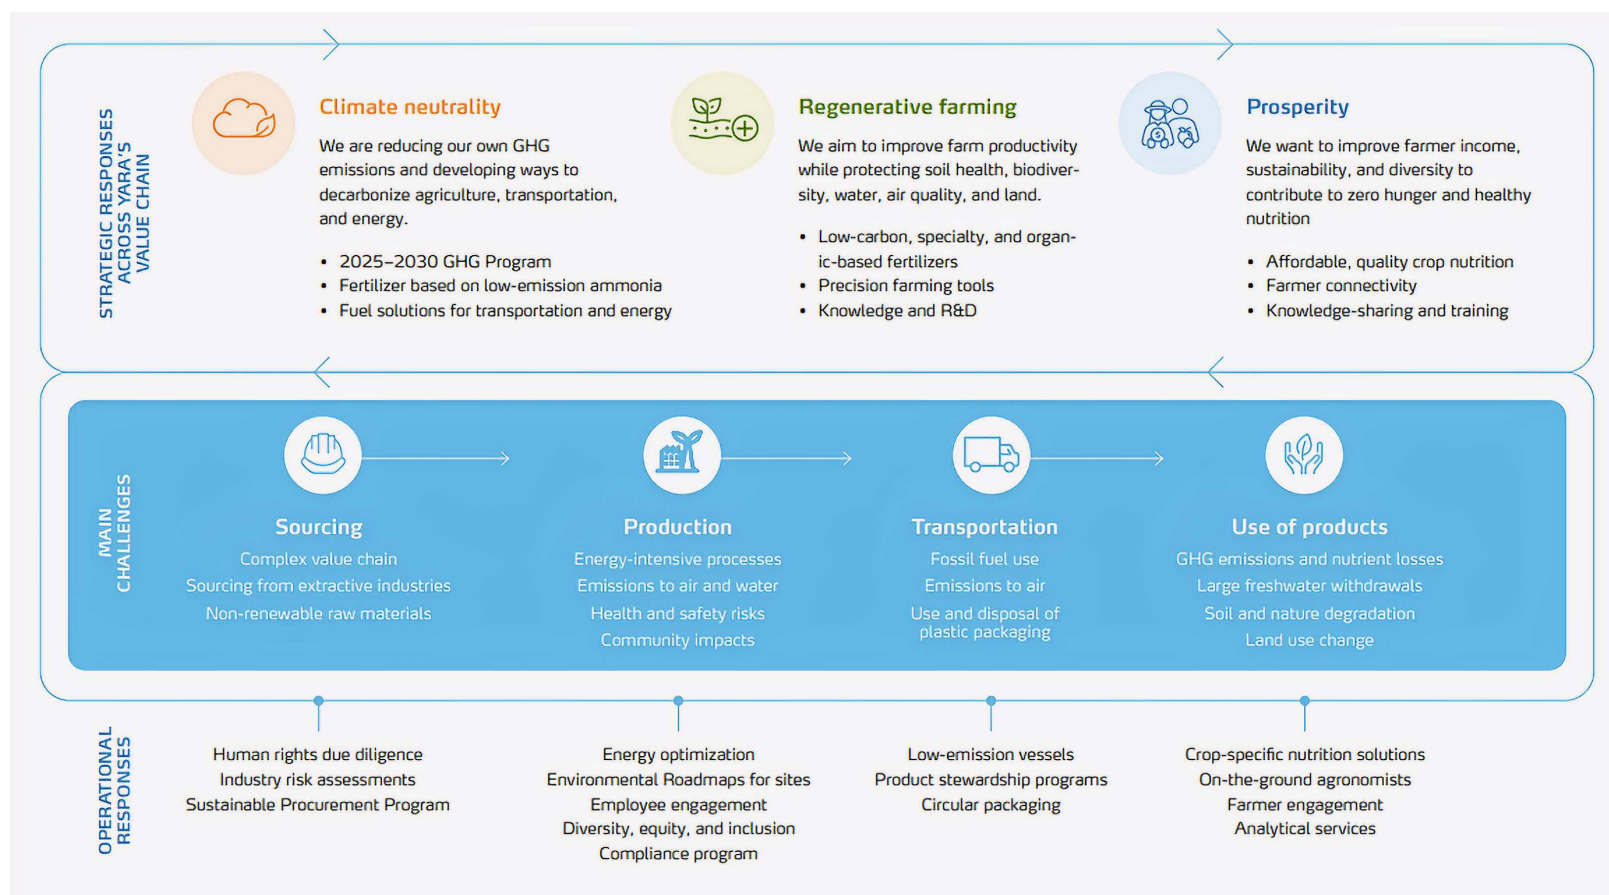 STRATEGIC RESPONSES
ACROSS YARA'S
VALUE CHAIN
Climate neutrality
We are reducing our own GHG
emissions and developing ways to
decarbonize agriculture, transportation,
and energy.
• 2025–2030 GHG Program
• Fertilizer based on low-emission ammonia
• Fuel solutions for transportation and energy
Regenerative farming
We aim to improve farm productivity
while protecting soil health, biodiver-
sity, water, air quality, and land.
• Low-carbon, specialty, and organ-
ic-based fertilizers
• Precision farming tools
• Knowledge and R&D
Prosperity
We want to improve farmer income,
sustainability, and diversity to
contribute to zero hunger and healthy
nutrition
• Affordable, quality crop nutrition
• Farmer connectivity
• Knowledge-sharing and training
MAIN
CHALLENGES
Sourcing
Complex value chain
Sourcing from extractive industries
Non-renewable raw materials
Production
Energy-intensive processes
Emissions to air and water
Health and safety risks
Community impacts
Transportation
Fossil fuel use
Emissions to air
Use and disposal of
plastic packaging
Use of products
GHG emissions and nutrient losses
Large freshwater withdrawals
Soil and nature degradation
Land use change
OPERATIONAL
RESPONSES
Human rights due diligence
Industry risk assessments
Sustainable Procurement Program
Energy optimization
Environmental Roadmaps for sites
Employee engagement
Diversity, equity, and inclusion
Compliance program
Low-emission vessels
Product stewardship programs
Circular packaging
Crop-specific nutrition solutions
On-the-ground agronomists
Farmer engagement
Analytical services